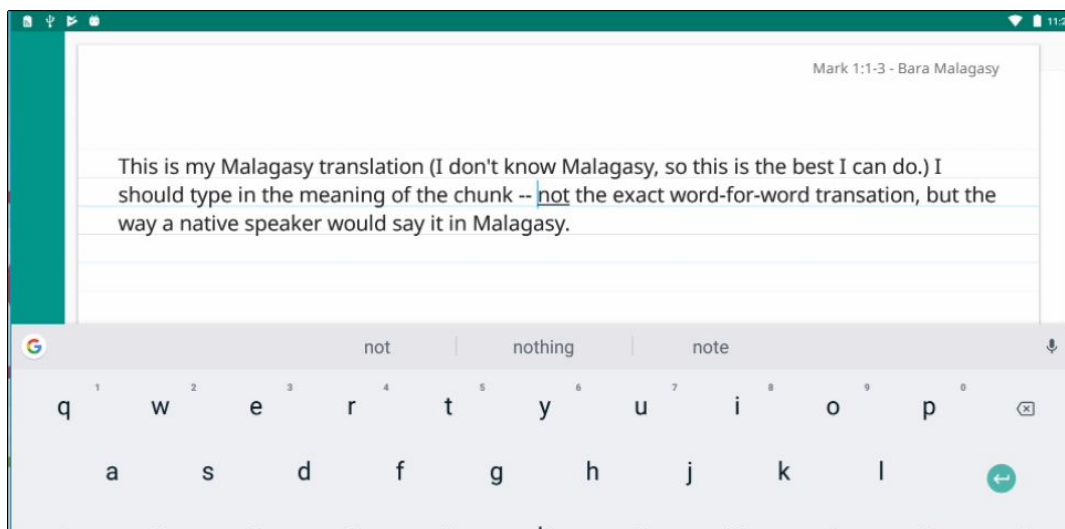 11:2
Mark 1:1-3 - Bara Malagasy
This is my Malagasy translation (I don't know Malagasy, so this is the best I can do.) I
should type in the meaning of the chunk -- not the exact word-for-word transation, but the
way a native speaker would say it in Malagasy.
G not nothing note
1 2 3 4 5 6 7 8 9 0
q w e r t y u i o p
a s d f g h j k l